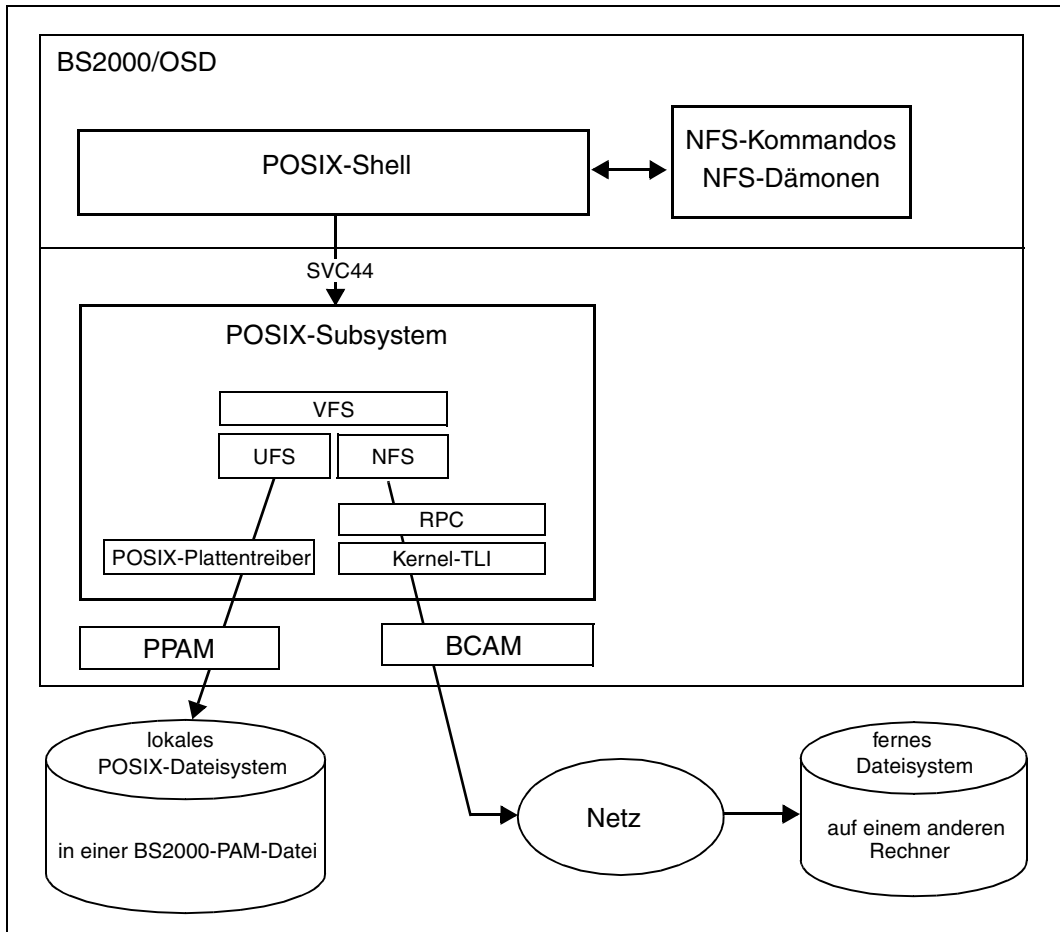 BS2000/OSD
POSIX-Shell
NFS-Kommandos
NFS-Dämonen
SVC44
POSIX-Subsystem
VFS
UFS
NFS
RPC
POSIX-Plattentreiber
Kernel-TLI
PPAM
BCAM
lokales
POSIX-Dateisystem
in einer BS2000-PAM-Datei
Netz
fernes
Dateisystem
auf einem anderen
Rechner